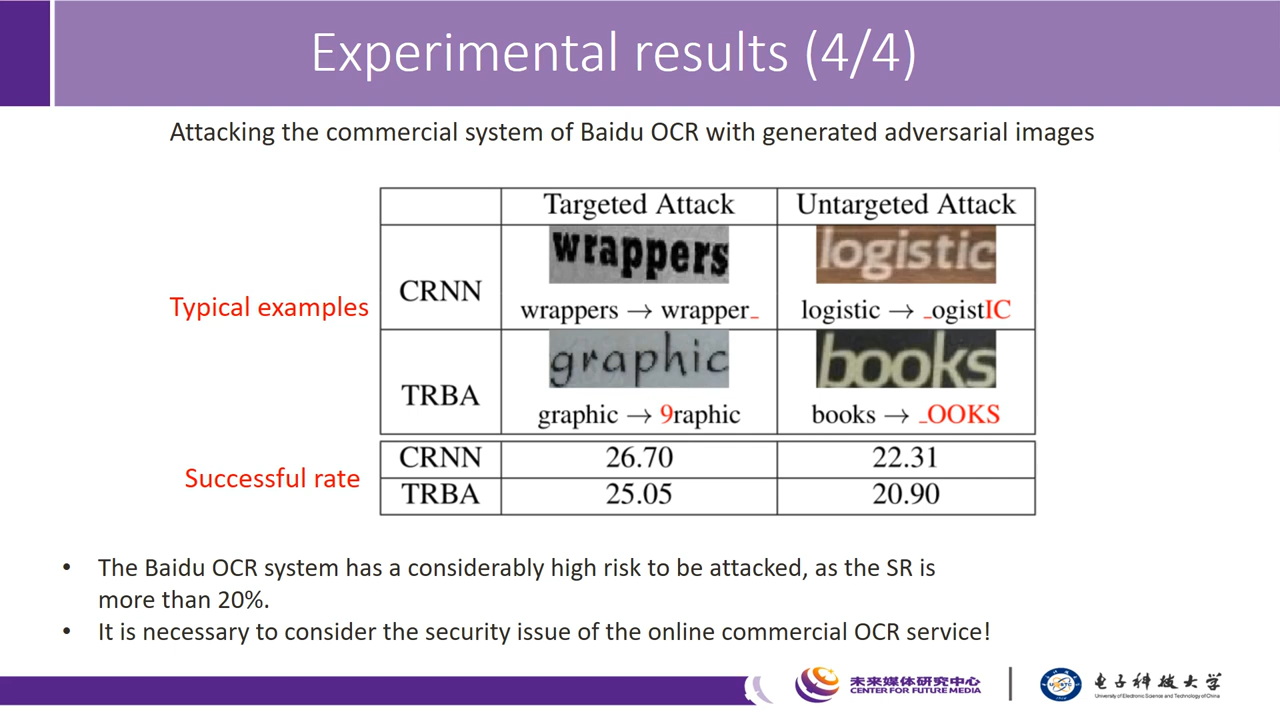 Experimental results (4/4)
Attacking the commercial system of Baidu OCR with generated adversarial images
Targeted Attack
Untargeted Attack
Typical examples
CRNN
wrappers
wrappers → wrapper_
logistic
logistic → _ogistIC
TRBA
graphic
graphic → 9raphic
books
books → _OOKS
Successful rate
CRNN
26.70
22.31
TRBA
25.05
20.90
• The Baidu OCR system has a considerably high risk to be attacked, as the SR is
more than 20%.
• It is necessary to consider the security issue of the online commercial OCR service!
未来媒体研究中心
CENTER FOR FUTURE MEDIA
电子科技大学
University of Electronic Science and Technology of China